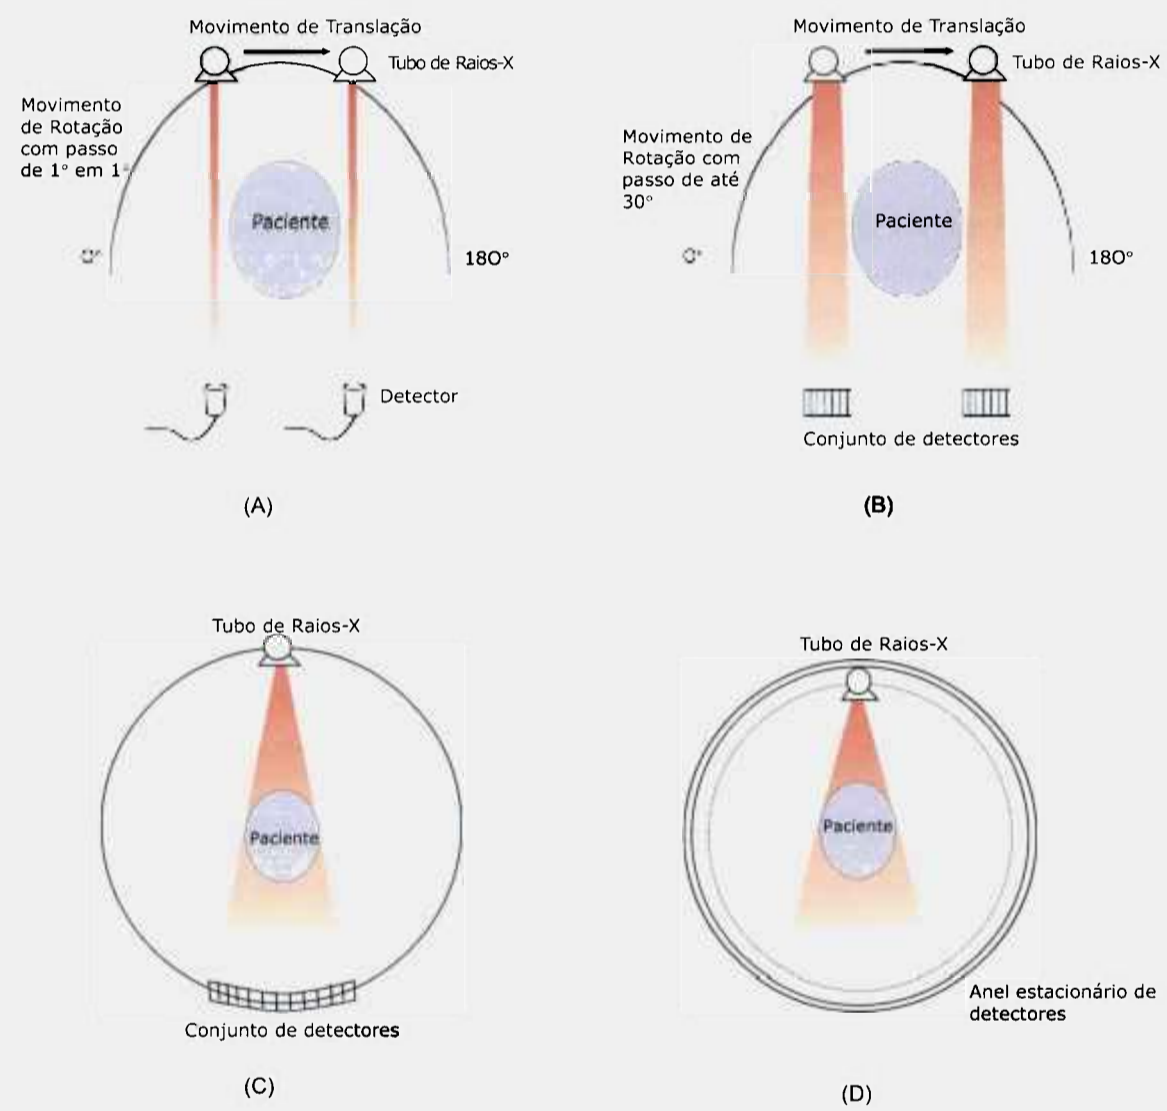 Movimento de Translação
Tubo de Raios-X
Movimento
de Rotação
com passo
de 1° em 1°
Paciente
0°
180°
Detector
(A)
Movimento de Translação
Tubo de Raios-X
Movimento de
Rotação com
passo de até
30°
Paciente
0°
180°
Conjunto de detectores
(B)
Tubo de Raios-X
Paciente
Conjunto de detectores
(C)
Tubo de Raios-X
Paciente
Anel estacionário de
detectores
(D)